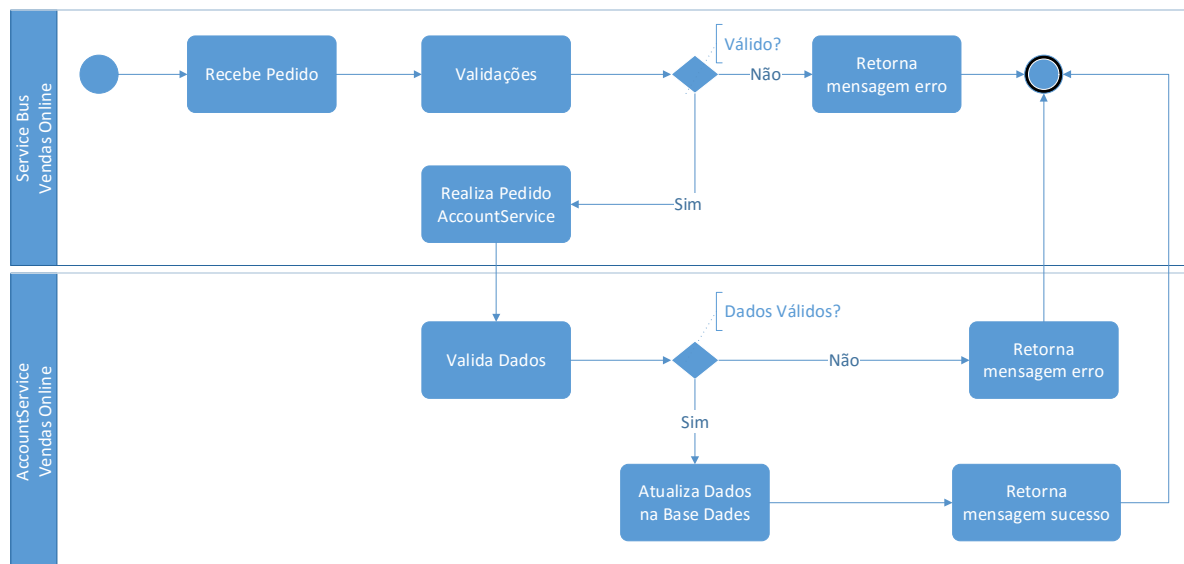 Service Bus
Vendas Online
Recebe Pedido
Validações
Válido?
Não
Retorna
mensagem erro
Sim
Realiza Pedido
AccountService
AccountService
Vendas Online
Valida Dados
Dados Válidos?
Não
Retorna
mensagem erro
Sim
Atualiza Dados
na Base Dades
Retorna
mensagem sucesso